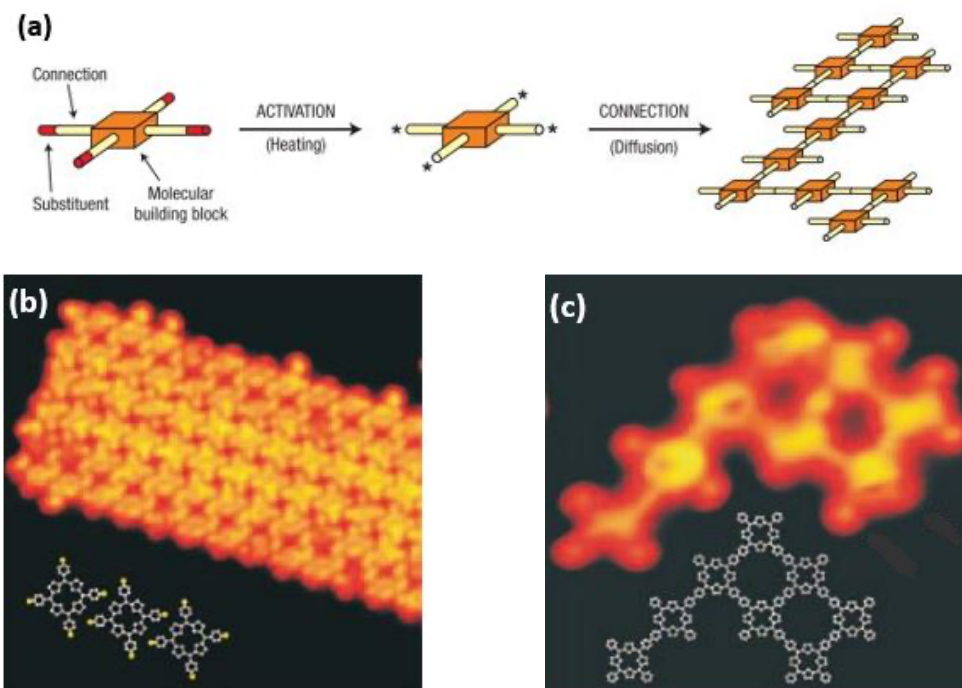 (a)
Connection
Substituent
Molecular
building block
ACTIVATION
(Heating)
*
*
*
*
CONNECTION
(Diffusion)
(b)
(c)